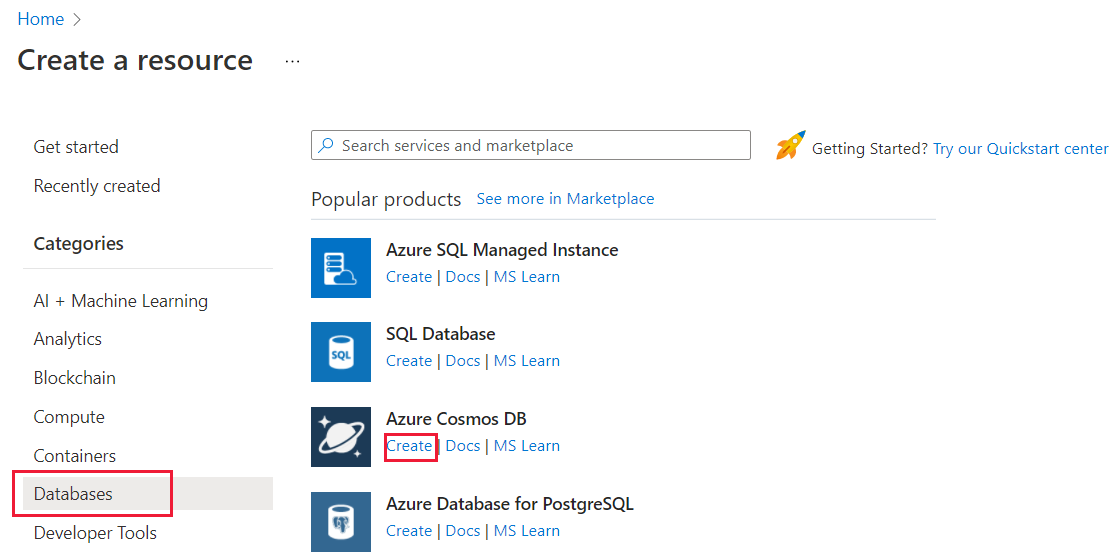 Home >
Create a resource ...
Get started
Recently created
Categories
AI + Machine Learning
Analytics
Blockchain
Compute
Containers
Databases
Developer Tools
Search services and marketplace
Getting Started? Try our Quickstart center
Popular products See more in Marketplace
Azure SQL Managed Instance
Create | Docs | MS Learn
SQL
SQL Database
Create | Docs | MS Learn
Azure Cosmos DB
Create | Docs | MS Learn
Azure Database for PostgreSQL
Create | Docs | MS Learn